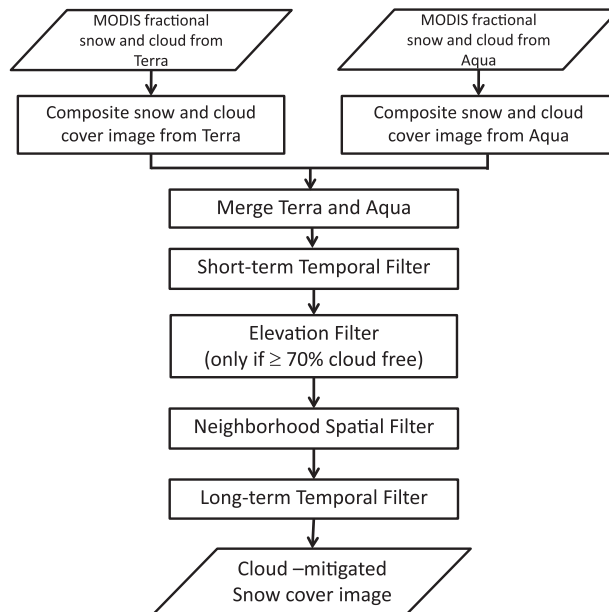 MODIS fractional
snow and cloud from
Terra
MODIS fractional
snow and cloud from
Aqua
Composite snow and cloud
cover image from Terra
Composite snow and cloud
cover image from Aqua
Merge Terra and Aqua
Short-term Temporal Filter
Elevation Filter
(only if ≥ 70% cloud free)
Neighborhood Spatial Filter
Long-term Temporal Filter
Cloud –mitigated
Snow cover image